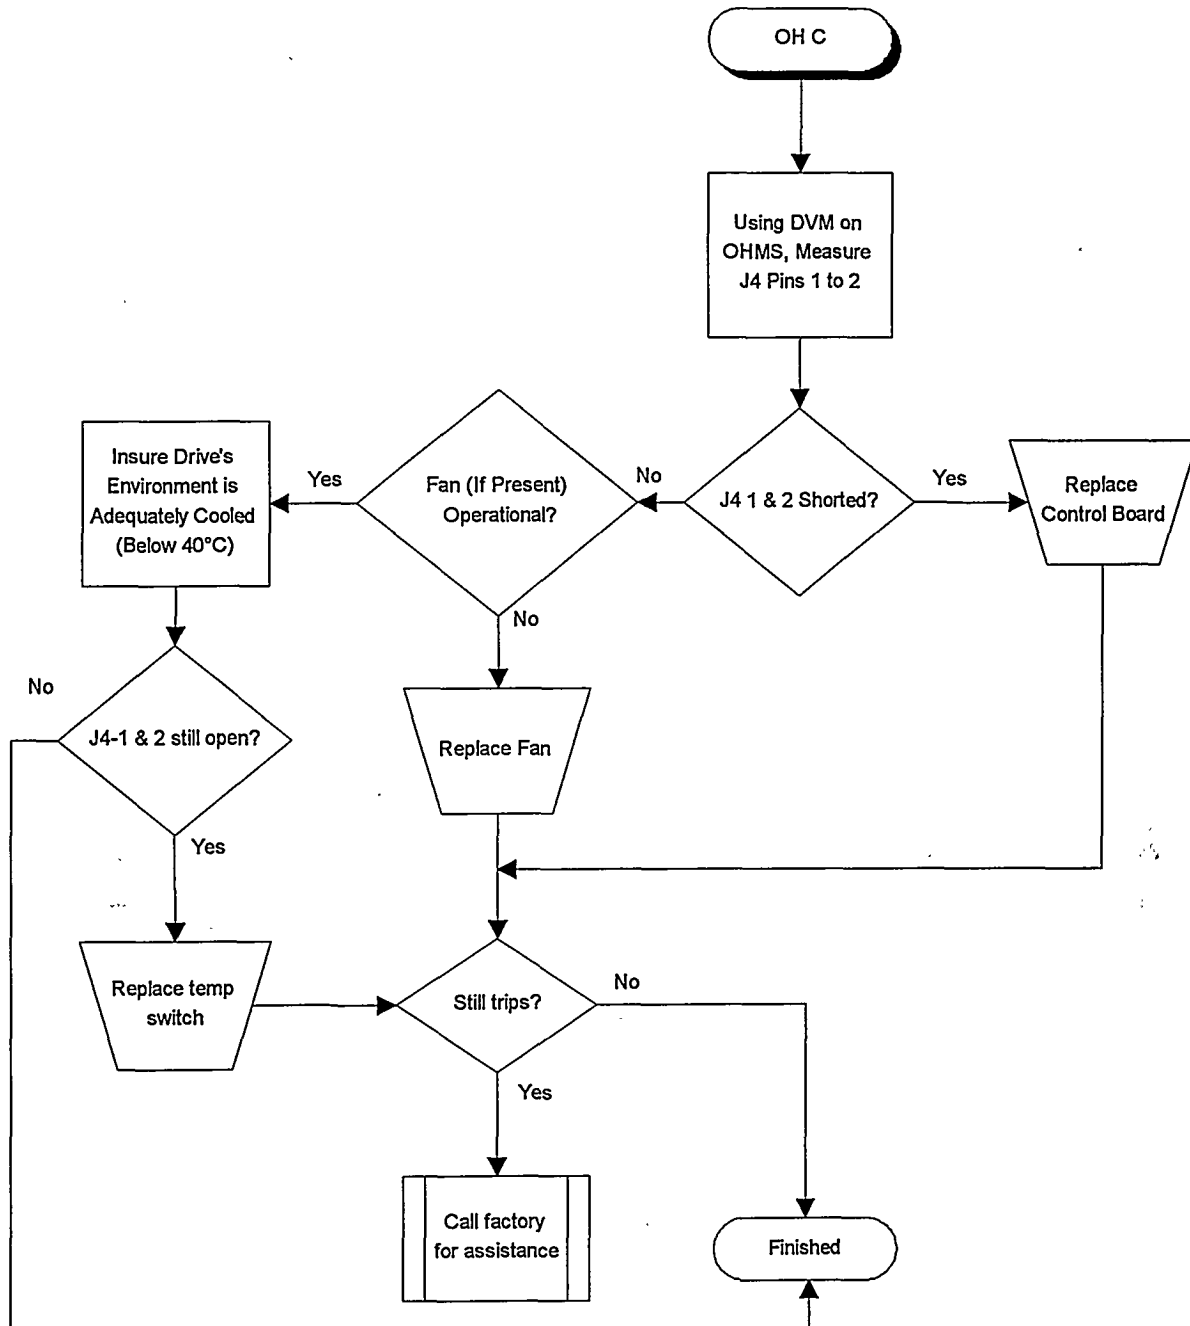 OH C
Using DVM on
OHMS, Measure
J4 Pins 1 to 2
Insure Drive's
Environment is
Adequately Cooled
(Below 40°C)
Yes
Fan (If Present)
Operational?
No
J4 1 & 2 Shorted?
Yes
Replace
Control Board
No
No
J4-1 & 2 still open?
Replace Fan
Yes
Replace temp
switch
Still trips?
No
Yes
Call factory
for assistance
Finished